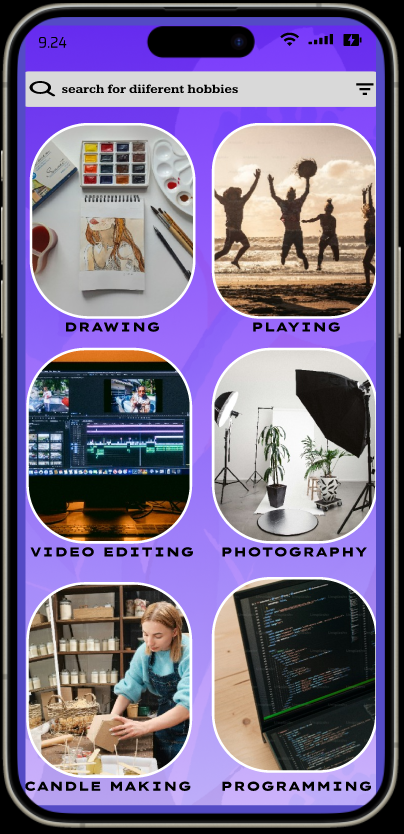 9.24
search for diifferent hobbies
DRAWING
PLAYING
VIDEO EDITING
PHOTOGRAPHY
CANDLE MAKING
PROGRAMMING